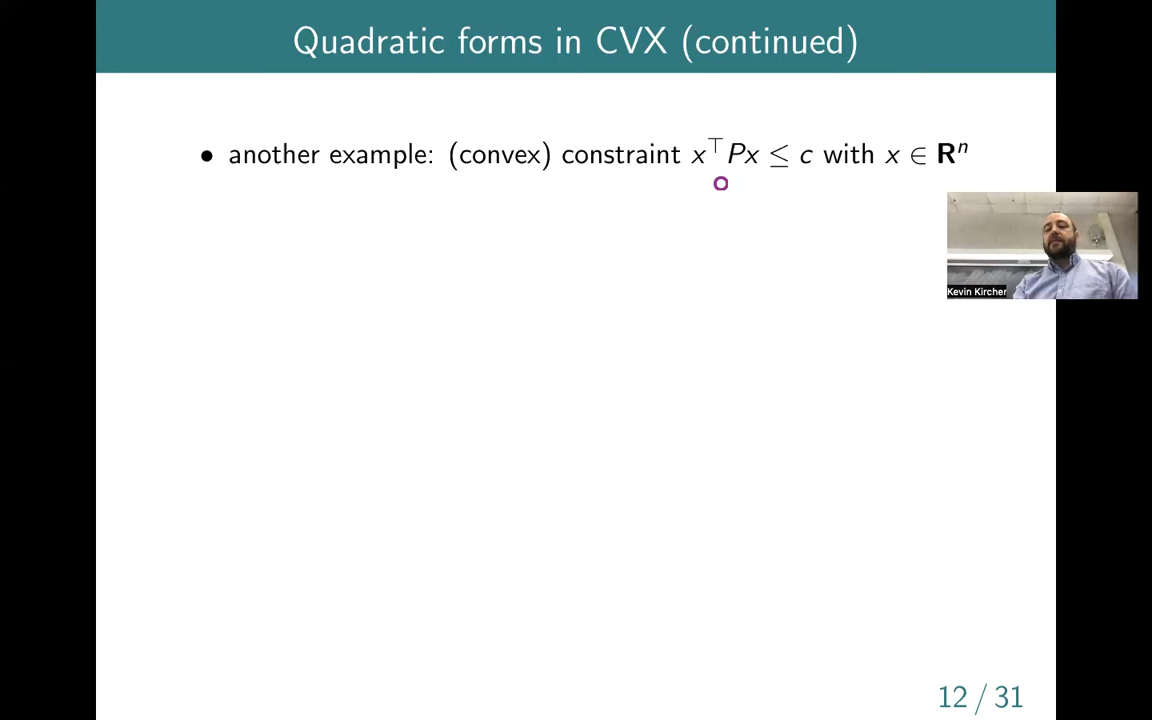 Quadratic forms in CVX (continued)
• another example: (convex) constraint x⊤Px ≤ c with x ∈ Rⁿ
Kevin Kircher
12 / 31